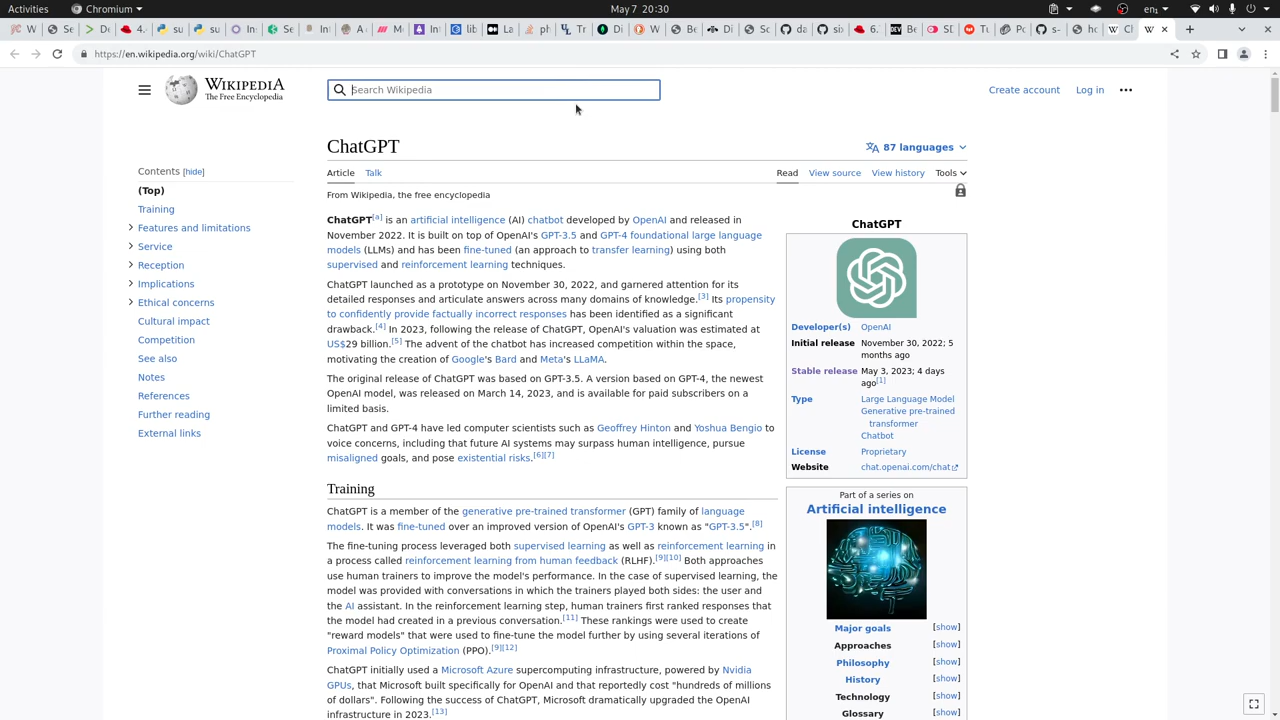 Activities
Chromium
May 7 20:30
4.
Se
In
Se
Le
M
E
lib
La
ph
Tr
Di
W
Be
SL
ka
6.
Be
SI
Se
ho
Cl
W
https://en.wikipedia.org/wiki/ChatGPT
WIKIPEDIA
The Free Encyclopedia
Search Wikipedia
Create account
Log in
ChatGPT
87 languages
Contents [hide]
(Top)
Training
Features and limitations
Service
Reception
Implications
Ethical concerns
Cultural impact
Competition
See also
Notes
References
Further reading
External links
Article
Talk
Read
View source
View history
Tools
From Wikipedia, the free encyclopedia
ChatGPT[a] is an artificial intelligence (AI) chatbot developed by OpenAI and released in
November 2022. It is built on top of OpenAI's GPT-3.5 and GPT-4 foundational large language
models (LLMs) and has been fine-tuned (an approach to transfer learning) using both
supervised and reinforcement learning techniques.
ChatGPT launched as a prototype on November 30, 2022, and garnered attention for its
detailed responses and articulate answers across many domains of knowledge.[3] Its propensity
to confidently provide factually incorrect responses has been identified as a significant
drawback.[4] In 2023, following the release of ChatGPT, OpenAI's valuation was estimated at
US$29 billion.[5] The advent of the chatbot has increased competition within the space,
motivating the creation of Google's Bard and Meta's LLaMA.
The original release of ChatGPT was based on GPT-3.5. A version based on GPT-4, the newest
OpenAI model, was released on March 14, 2023, and is available for paid subscribers on a
limited basis.
ChatGPT and GPT-4 have led computer scientists such as Geoffrey Hinton and Yoshua Bengio to
voice concerns, including that future AI systems may surpass human intelligence, pursue
misaligned goals, and pose existential risks.[6][7]
Training
ChatGPT is a member of the generative pre-trained transformer (GPT) family of language
models. It was fine-tuned over an improved version of OpenAI's GPT-3 known as "GPT-3.5".[8]
The fine-tuning process leveraged both supervised learning as well as reinforcement learning in
a process called reinforcement learning from human feedback (RLHF).[9][10] Both approaches
use human trainers to improve the model's performance. In the case of supervised learning, the
model was provided with conversations in which the trainers played both sides: the user and
the AI assistant. In the reinforcement learning step, human trainers first ranked responses that
the model had created in a previous conversation.[11] These rankings were used to create
"reward models" that were used to fine-tune the model further by using several iterations of
Proximal Policy Optimization (PPO).[9][12]
ChatGPT initially used a Microsoft Azure supercomputing infrastructure, powered by Nvidia
GPUs, that Microsoft built specifically for OpenAI and that reportedly cost "hundreds of millions
of dollars". Following the success of ChatGPT, Microsoft dramatically upgraded the OpenAI
infrastructure in 2023.[13]
ChatGPT
Developer(s) OpenAI
Initial release November 30, 2022; 5
months ago
Stable release May 3, 2023; 4 days
ago[1]
Type Large Language Model
Generative pre-trained
transformer
Chatbot
License Proprietary
Website chat.openai.com/chat
Part of a series on
Artificial intelligence
Major goals [show]
Approaches [show]
Philosophy [show]
History [show]
Technology [show]
Glossary [show]